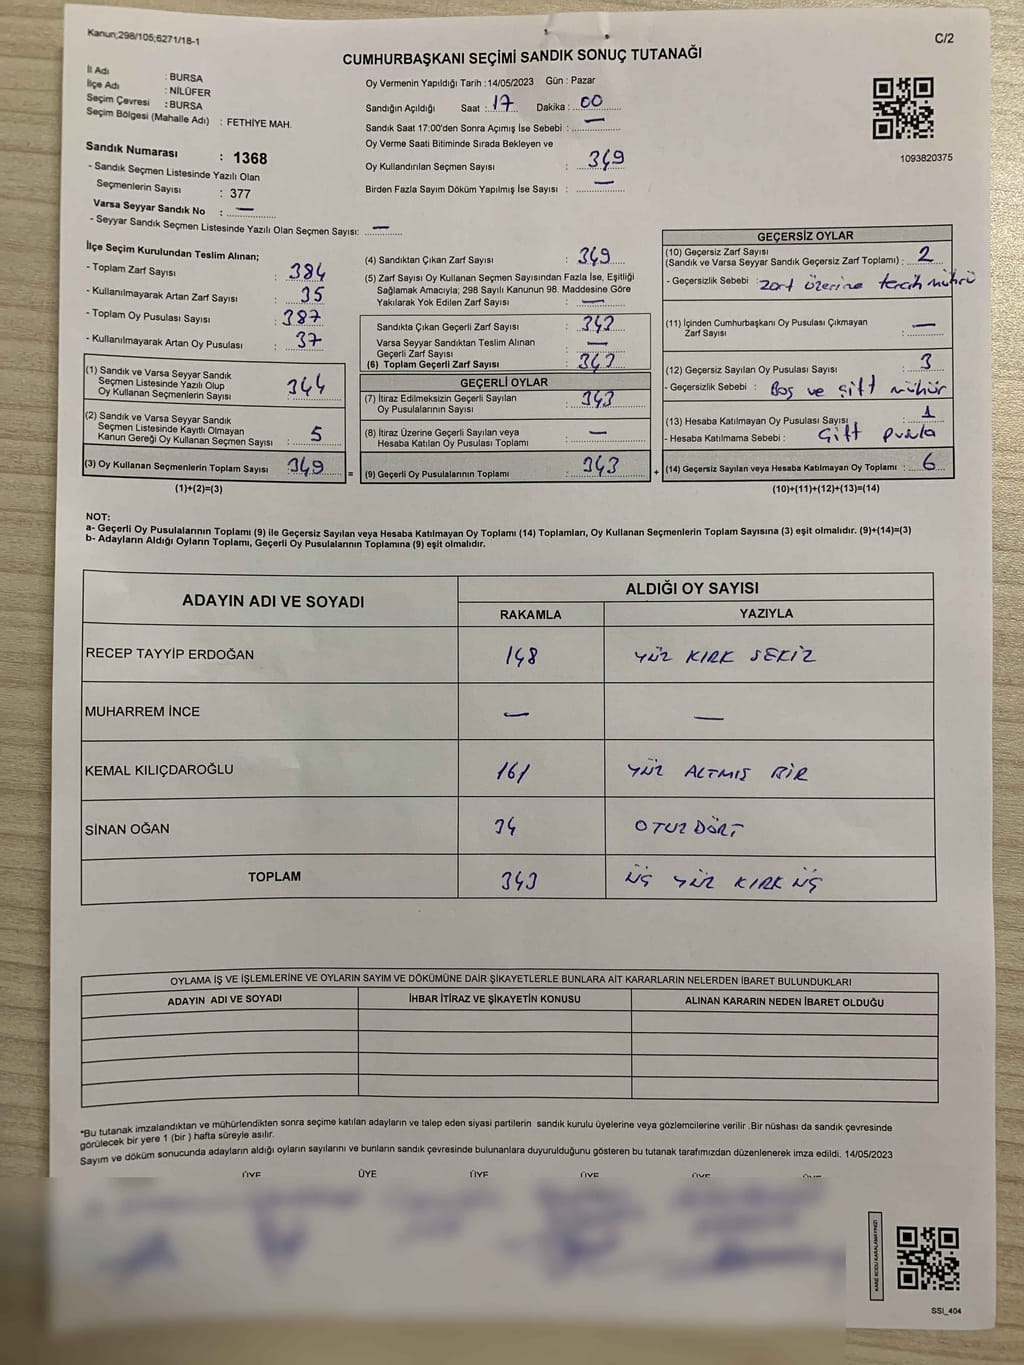 Kanun;298/105;6271/18-1
C/2
CUMHURBAŞKANI SEÇİMİ SANDIK SONUÇ TUTANAĞI
İl Adı : BURSA
İlçe Adı : NİLÜFER
Seçim Çevresi : BURSA
Seçim Bölgesi (Mahalle Adı) : FETHİYE MAH.
Sandık Numarası : 1368
- Sandık Seçmen Listesinde Yazılı Olan
Seçmenlerin Sayısı : 377
Varsa Seyyar Sandık No : —
- Seyyar Sandık Seçmen Listesinde Yazılı Olan Seçmen Sayısı: —
Oy Vermenin Yapıldığı Tarih : 14/05/2023 Gün : Pazar
Sandığın Açıldığı Saat : 17 Dakika : 00
Sandık Saat 17:00'den Sonra Açımış İse Sebebi : —
Oy Verme Saati Bitiminde Sırada Bekleyen ve
Oy Kullandırılan Seçmen Sayısı : 349
Birden Fazla Sayım Döküm Yapılmış İse Sayısı : —
1093820375
İlçe Seçim Kurulundan Teslim Alınan;
- Toplam Zarf Sayısı : 384
- Kullanılmayarak Artan Zarf Sayısı : 35
- Toplam Oy Pusulası Sayısı : 387
- Kullanılmayarak Artan Oy Pusulası : 37
(1) Sandık ve Varsa Seyyar Sandık
Seçmen Listesinde Yazılı Olup
Oy Kullanan Seçmenlerin Sayısı 344
(2) Sandık ve Varsa Seyyar Sandık
Seçmen Listesinde Kayıtlı Olmayan
Kanun Gereği Oy Kullanan Seçmen Sayısı : 5
(3) Oy Kullanan Seçmenlerin Toplam Sayısı 349 =
(1)+(2)=(3)
(4) Sandıktan Çıkan Zarf Sayısı : 349
(5) Zarf Sayısı Oy Kullanan Seçmen Sayısından Fazla İse, Eşitliği
Sağlamak Amacıyla; 298 Sayılı Kanunun 98. Maddesine Göre
Yakılarak Yok Edilen Zarf Sayısı : —
Sandıkta Çıkan Geçerli Zarf Sayısı : 347
Varsa Seyyar Sandıktan Teslim Alınan
Geçerli Zarf Sayısı : —
(6) Toplam Geçerli Zarf Sayısı : 347
GEÇERLİ OYLAR
(7) İtiraz Edilmeksizin Geçerli Sayılan
Oy Pusulalarının Sayısı : 343
(8) İtiraz Üzerine Geçerli Sayılan veya
Hesaba Katılan Oy Pusulası Toplamı : —
(9) Geçerli Oy Pusulalarının Toplamı : 343 +
GEÇERSİZ OYLAR
(10) Geçersiz Zarf Sayısı
(Sandık ve Varsa Seyyar Sandık Geçersiz Zarf Toplamı) : 2
- Geçersizlik Sebebi : zarf üzerine tercih mührü
(11) İçinden Cumhurbaşkanı Oy Pusulası Çıkmayan
Zarf Sayısı : —
(12) Geçersiz Sayılan Oy Pusulası Sayısı : 3
- Geçersizlik Sebebi : Boş ve çift mühür
(13) Hesaba Katılmayan Oy Pusulası Sayısı : 1
- Hesaba Katılmama Sebebi : Çift pusula
(14) Geçersiz Sayılan veya Hesaba Katılmayan Oy Toplamı : 6
(10)+(11)+(12)+(13)=(14)
NOT:
a- Geçerli Oy Pusulalarının Toplamı (9) ile Geçersiz Sayılan veya Hesaba Katılmayan Oy Toplamı (14) Toplamları, Oy Kullanan Seçmenlerin Toplam Sayısına (3) eşit olmalıdır. (9)+(14)=(3)
b- Adayların Aldığı Oyların Toplamı, Geçerli Oy Pusulalarının Toplamına (9) eşit olmalıdır.
ADAYIN ADI VE SOYADI ALDIĞI OY SAYISI
RAKAMLA YAZIYLA
RECEP TAYYİP ERDOĞAN 148 YÜZ KIRK SEKİZ
MUHARREM İNCE — —
KEMAL KILIÇDAROĞLU 161 YÜZ ALTMIŞ BİR
SİNAN OĞAN 34 OTUZ DÖRT
TOPLAM 343 ÜÇ YÜZ KIRK ÜÇ
OYLAMA İŞ VE İŞLEMLERİNE VE OYLARIN SAYIM VE DÖKÜMÜNE DAİR ŞİKAYETLERLE BUNLARA AİT KARARLARIN NELERDEN İBARET BULUNDUKLARI
ADAYIN ADI VE SOYADI İHBAR İTİRAZ VE ŞİKAYETİN KONUSU ALINAN KARARIN NEDEN İBARET OLDUĞU
*Bu tutanak imzalandıktan ve mühürlendikten sonra seçime katılan adayların ve talep eden siyasi partilerin sandık kurulu üyelerine veya gözlemcilerine verilir .Bir nüshası da sandık çevresinde
görülecek bir yere 1 (bir ) hafta süreyle asılır.
Sayım ve döküm sonucunda adayların aldığı oyların sayılarını ve bunların sandık çevresinde bulunanlara duyurulduğunu gösteren bu tutanak tarafımızdan düzenlenerek imza edildi. 14/05/2023
ÜYE ÜYE ÜYE ÜYE ÜYE
KARE KODU KARALAMAYINIZ!
SSI_404